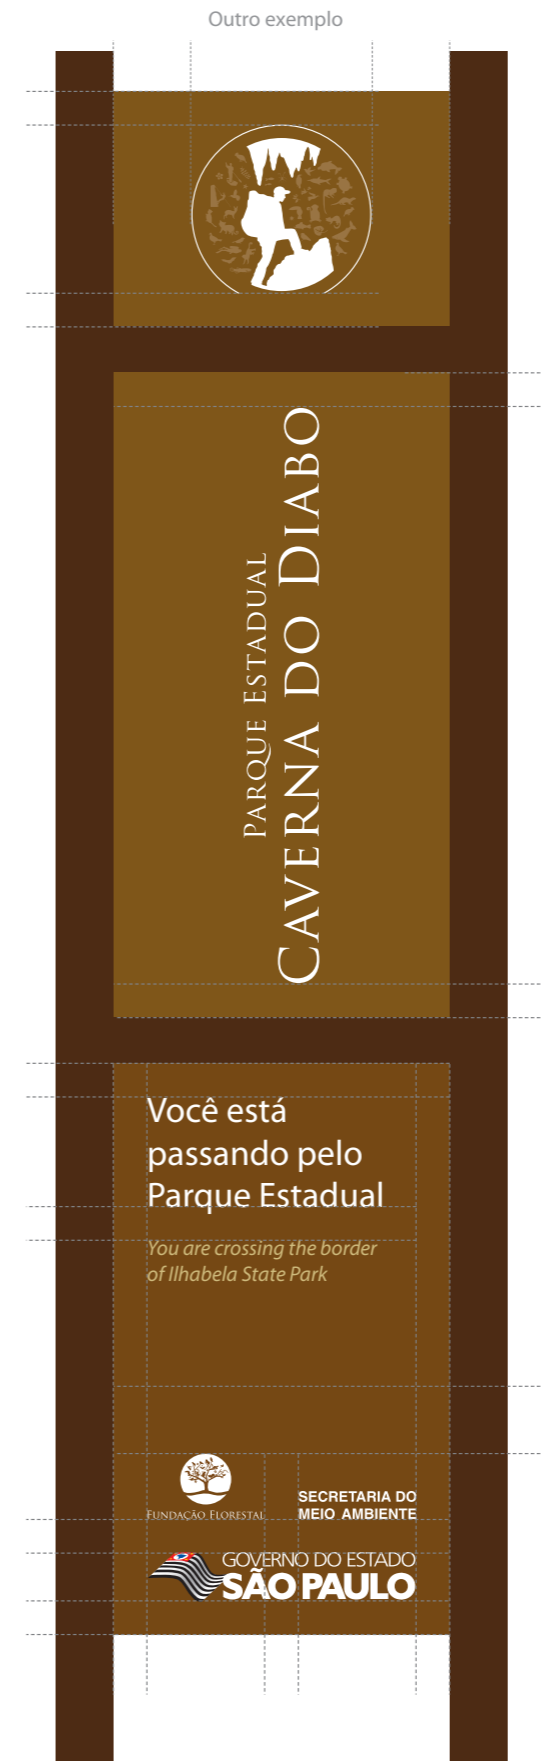 Outro exemplo
Parque Estadual
Caverna do Diabo
Você está
passando pelo
Parque Estadual
You are crossing the border
of Ilhabela State Park
Fundação Florestal
SECRETARIA DO
MEIO AMBIENTE
GOVERNO DO ESTADO
SÃO PAULO